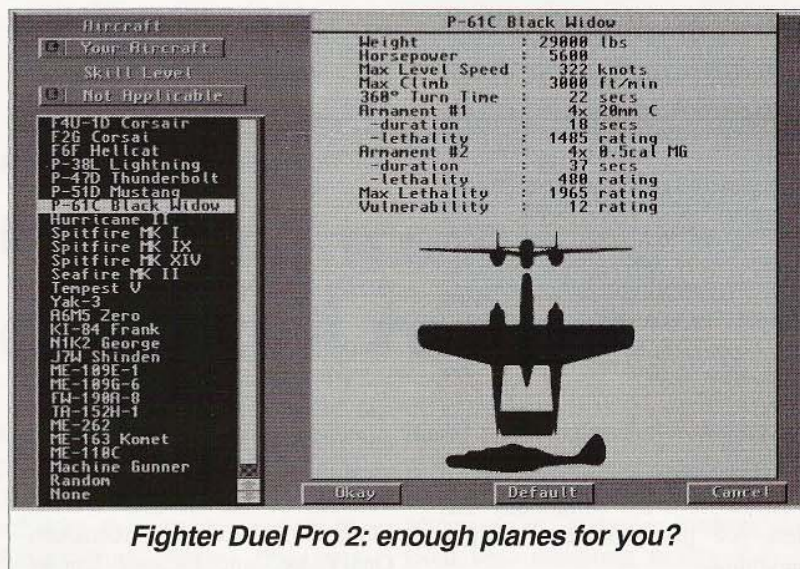 Aircraft
Your Aircraft
Skill Level
Not Applicable
F4U-1D Corsair
F2G Corsai
F6F Hellcat
P-38L Lightning
P-47D Thunderbolt
P-51D Mustang
P-61C Black Widow
Hurricane II
Spitfire MK I
Spitfire MK IX
Spitfire MK XIV
Seafire MK II
Tempest V
Yak-3
A6M5 Zero
KI-84 Frank
N1K2 George
J7W Shinden
ME-109E-1
ME-109G-6
FW-190A-8
TA-152H-1
ME-262
ME-163 Komet
ME-110C
Machine Gunner
Random
None
P-61C Black Widow
Weight : 29000 lbs
Horsepower : 5600
Max Level Speed : 322 knots
Max Climb : 3000 ft/min
360° Turn Time : 22 secs
Armament #1 : 4x 20mm C
-duration : 18 secs
-lethality : 1485 rating
Armament #2 : 4x 0.5cal MG
-duration : 37 secs
-lethality : 480 rating
Max Lethality : 1965 rating
Vulnerability : 12 rating
Okay
Default
Cancel
Fighter Duel Pro 2: enough planes for you?